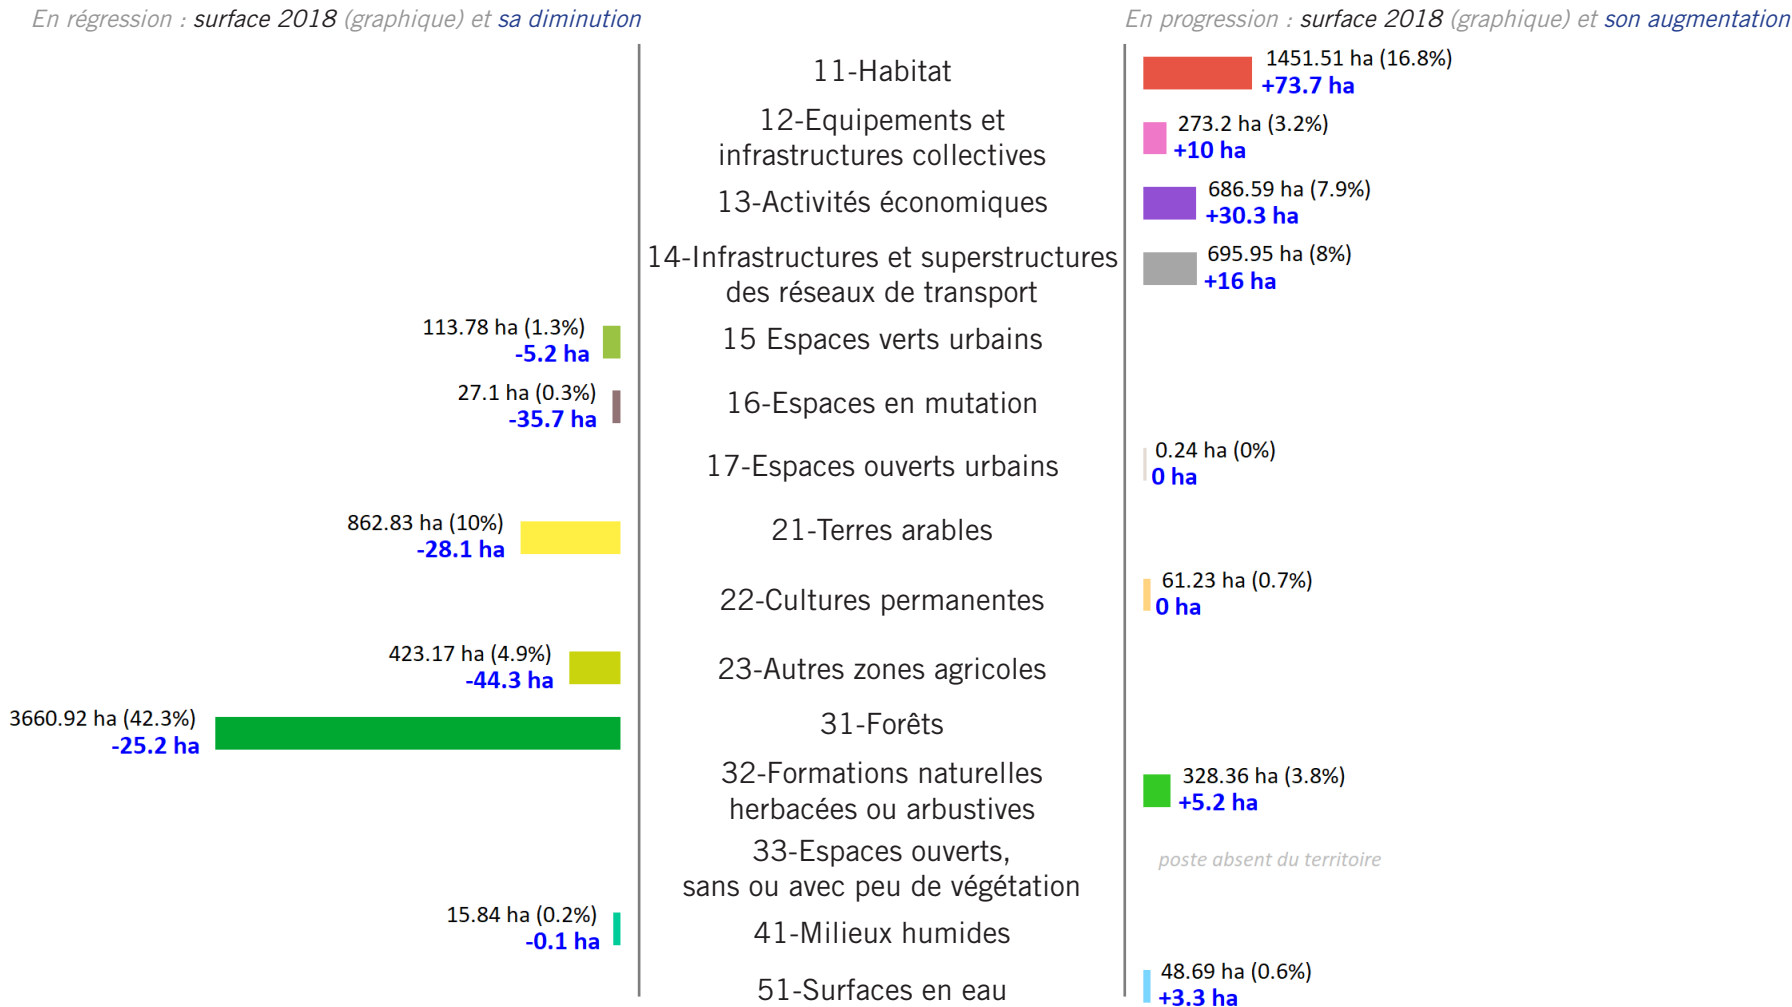 En régression : surface 2018 (graphique) et sa diminution
En progression : surface 2018 (graphique) et son augmentation
11-Habitat
1451.51 ha (16.8%)
+73.7 ha
12-Equipements et
infrastructures collectives
273.2 ha (3.2%)
+10 ha
13-Activités économiques
686.59 ha (7.9%)
+30.3 ha
14-Infrastructures et superstructures
des réseaux de transport
695.95 ha (8%)
+16 ha
113.78 ha (1.3%)
-5.2 ha
15 Espaces verts urbains
27.1 ha (0.3%)
-35.7 ha
16-Espaces en mutation
17-Espaces ouverts urbains
0.24 ha (0%)
0 ha
862.83 ha (10%)
-28.1 ha
21-Terres arables
22-Cultures permanentes
61.23 ha (0.7%)
0 ha
423.17 ha (4.9%)
-44.3 ha
23-Autres zones agricoles
3660.92 ha (42.3%)
-25.2 ha
31-Forêts
32-Formations naturelles
herbacées ou arbustives
328.36 ha (3.8%)
+5.2 ha
33-Espaces ouverts,
sans ou avec peu de végétation
poste absent du territoire
15.84 ha (0.2%)
-0.1 ha
41-Milieux humides
51-Surfaces en eau
48.69 ha (0.6%)
+3.3 ha